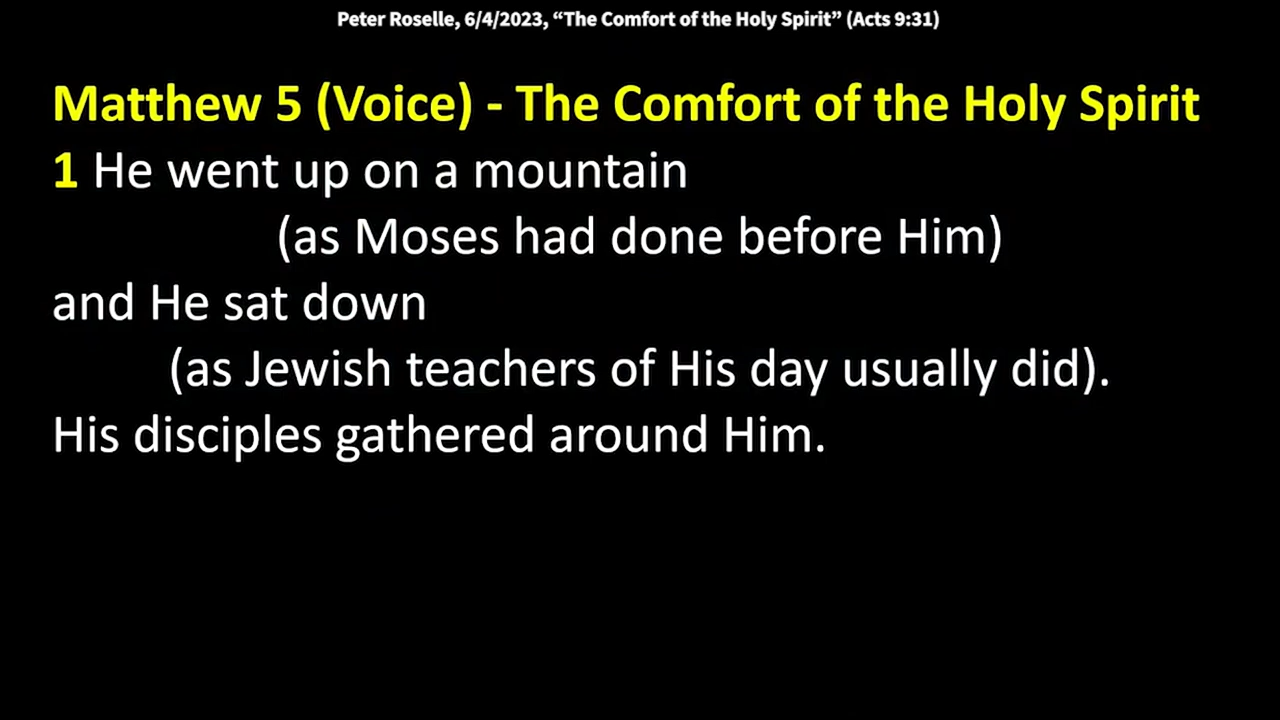 Peter Roselle, 6/4/2023, “The Comfort of the Holy Spirit” (Acts 9:31)
Matthew 5 (Voice) - The Comfort of the Holy Spirit
1 He went up on a mountain
(as Moses had done before Him)
and He sat down
(as Jewish teachers of His day usually did).
His disciples gathered around Him.